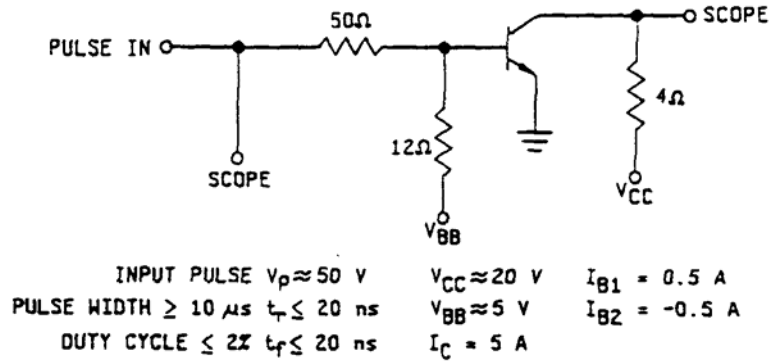 SCOPE
50Ω
PULSE IN
4Ω
12Ω
SCOPE
VCC
VBB
INPUT PULSE Vp≈50 V VCC≈20 V IB1 = 0.5 A
PULSE WIDTH ≥ 10 μs tr≤ 20 ns VBB≈5 V IB2 = -0.5 A
DUTY CYCLE ≤ 2% tf≤ 20 ns IC = 5 A